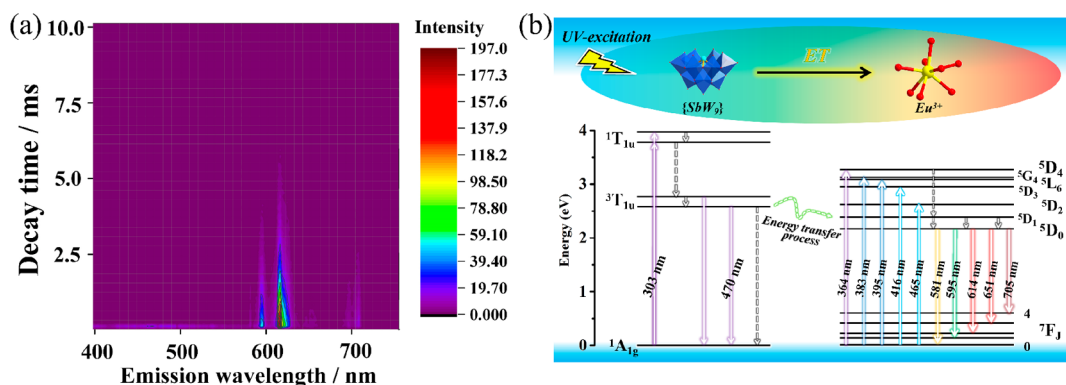 (a)
10.0
7.5
5.0
2.5
Decay time / ms
400
500
600
700
Emission wavelength / nm
Intensity
197.0
177.3
157.6
137.9
118.2
98.50
78.80
59.10
39.40
19.70
0.000
(b)
UV-excitation
ET
{SbW₉}
Eu³⁺
Energy (eV)
4
3
2
1
0
¹T₁ᵤ
³T₁ᵤ
¹A₁g
303 nm
470 nm
Energy transfer
process
⁵D₄
⁵G₄
⁵L₆
⁵D₃
⁵D₂
⁵D₁
⁵D₀
364 nm
383 nm
395 nm
416 nm
465 nm
581 nm
595 nm
614 nm
651 nm
705 nm
4
⁷F_J
0